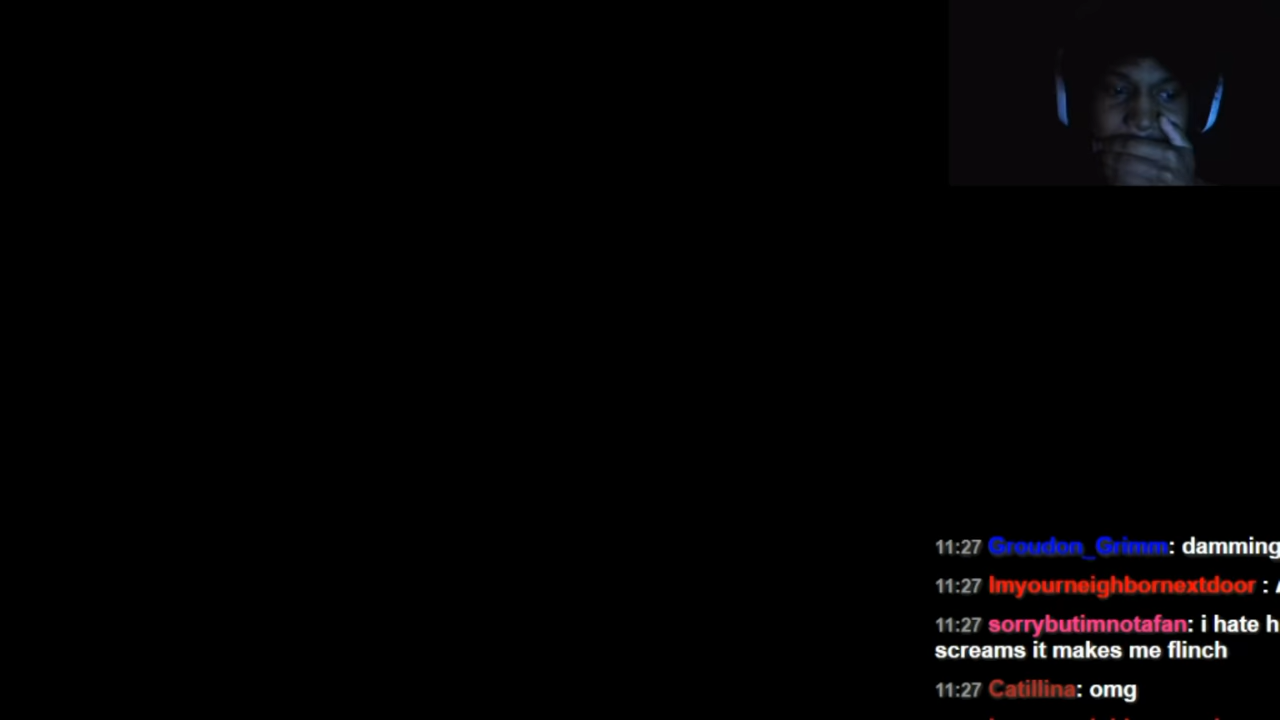 11:27 Groudon_Grimm: damming
11:27 Imyourneighbornextdoor :
11:27 sorrybutimnotafan: i hate h
screams it makes me flinch
11:27 Catillina: omg